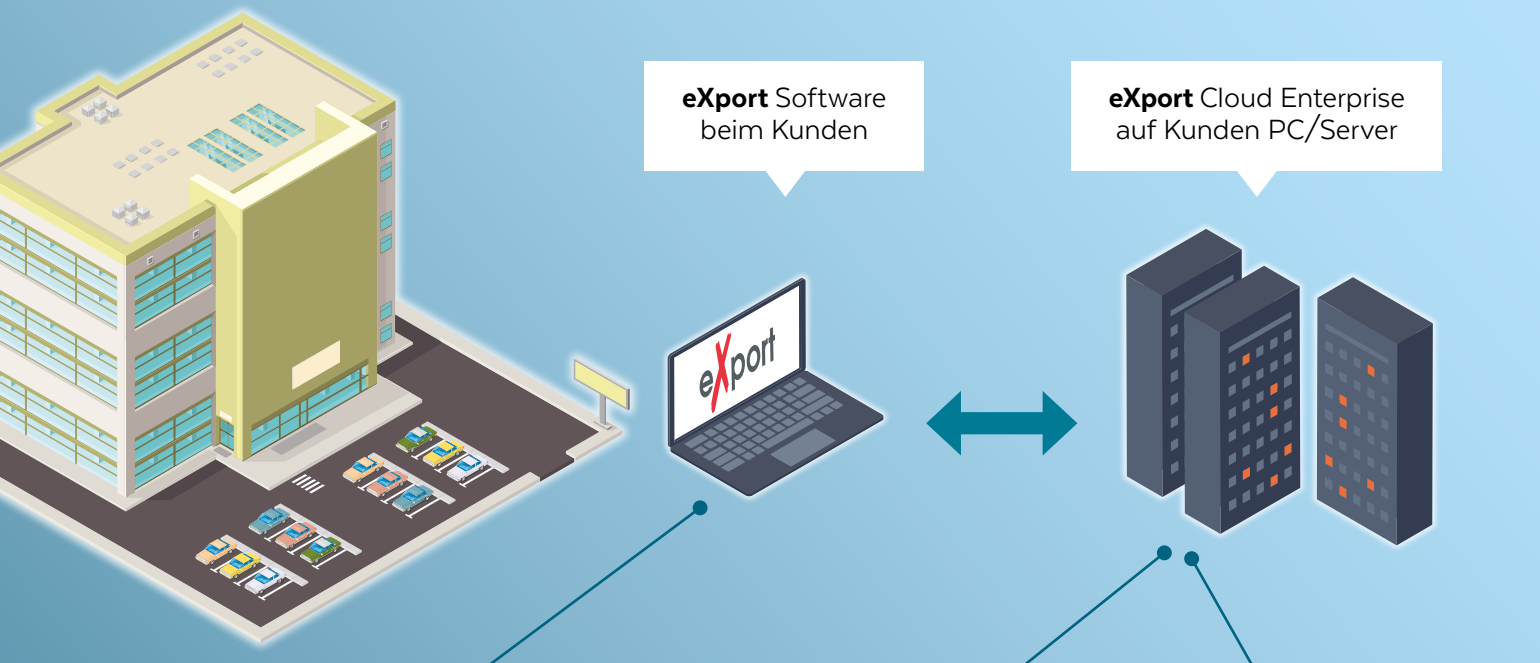 eXport Software
beim Kunden
eXport Cloud Enterprise
auf Kunden PC/Server
eXport